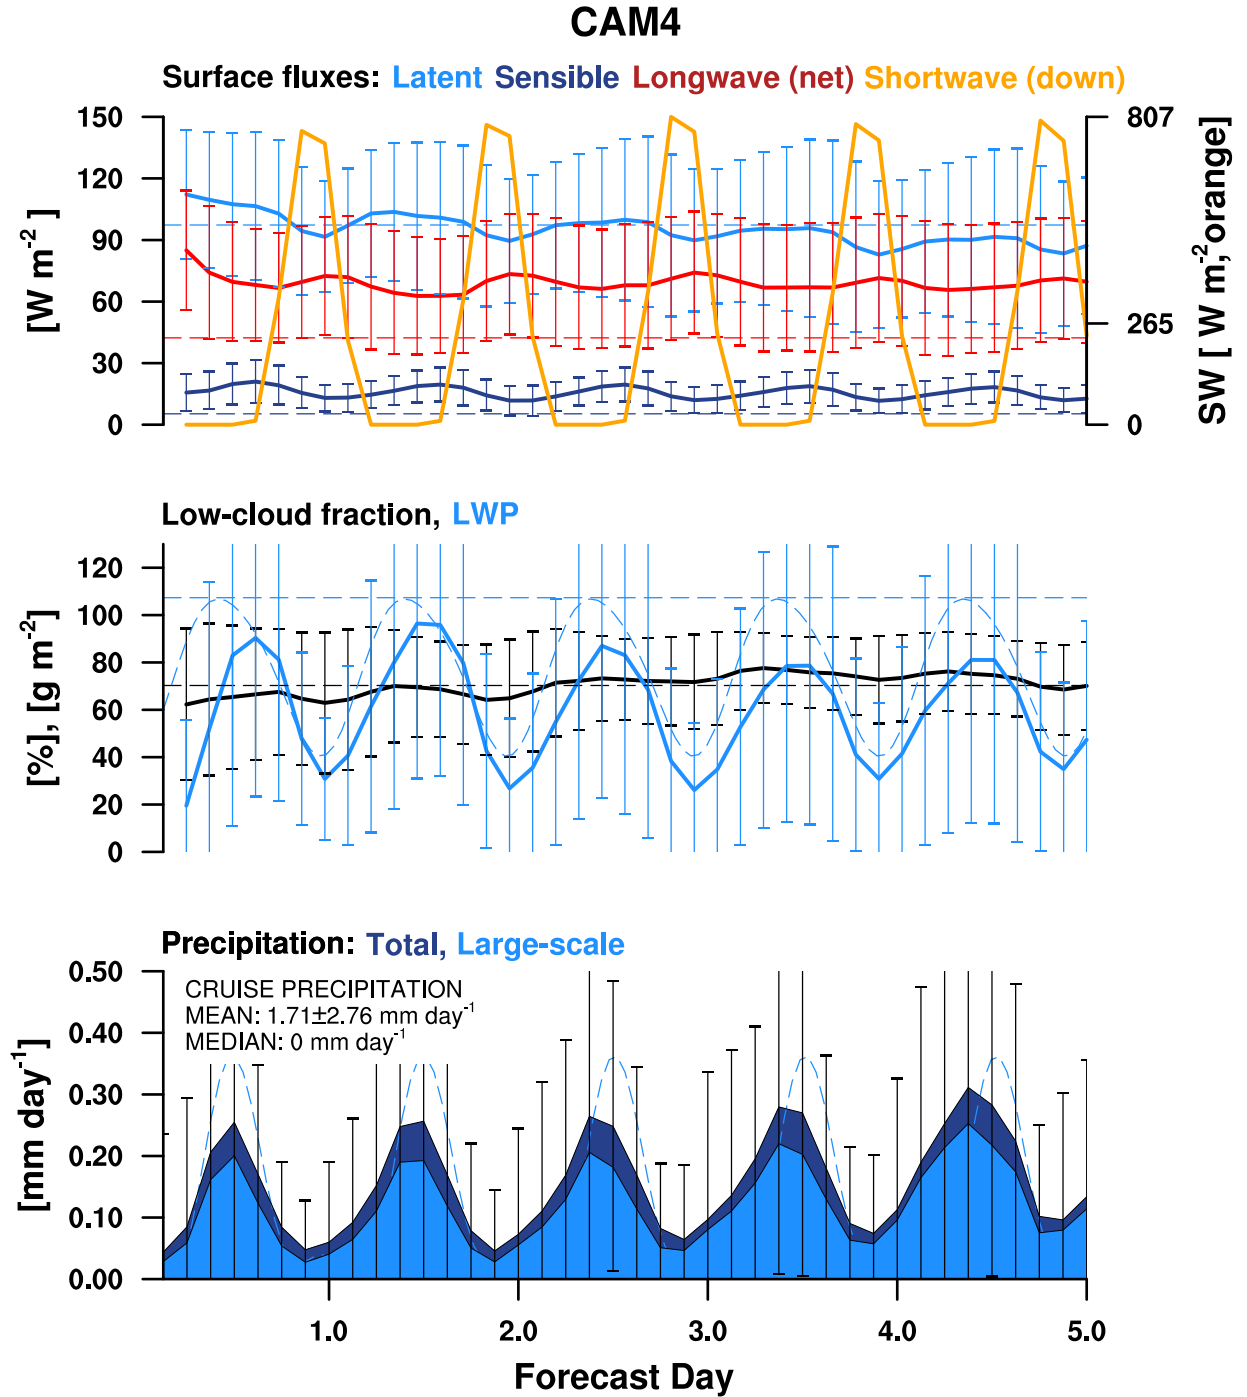 CAM4
Surface fluxes: Latent Sensible Longwave (net) Shortwave (down)
150
120
90
60
30
0
[W m⁻²]
807
265
0
SW [ W m,⁻²orange]
Low-cloud fraction, LWP
120
100
80
60
40
20
0
[%], [g m⁻²]
Precipitation: Total, Large-scale
0.50
0.40
0.30
0.20
0.10
0.00
[mm day⁻¹]
CRUISE PRECIPITATION
MEAN: 1.71±2.76 mm day⁻¹
MEDIAN: 0 mm day⁻¹
1.0 2.0 3.0 4.0 5.0
Forecast Day